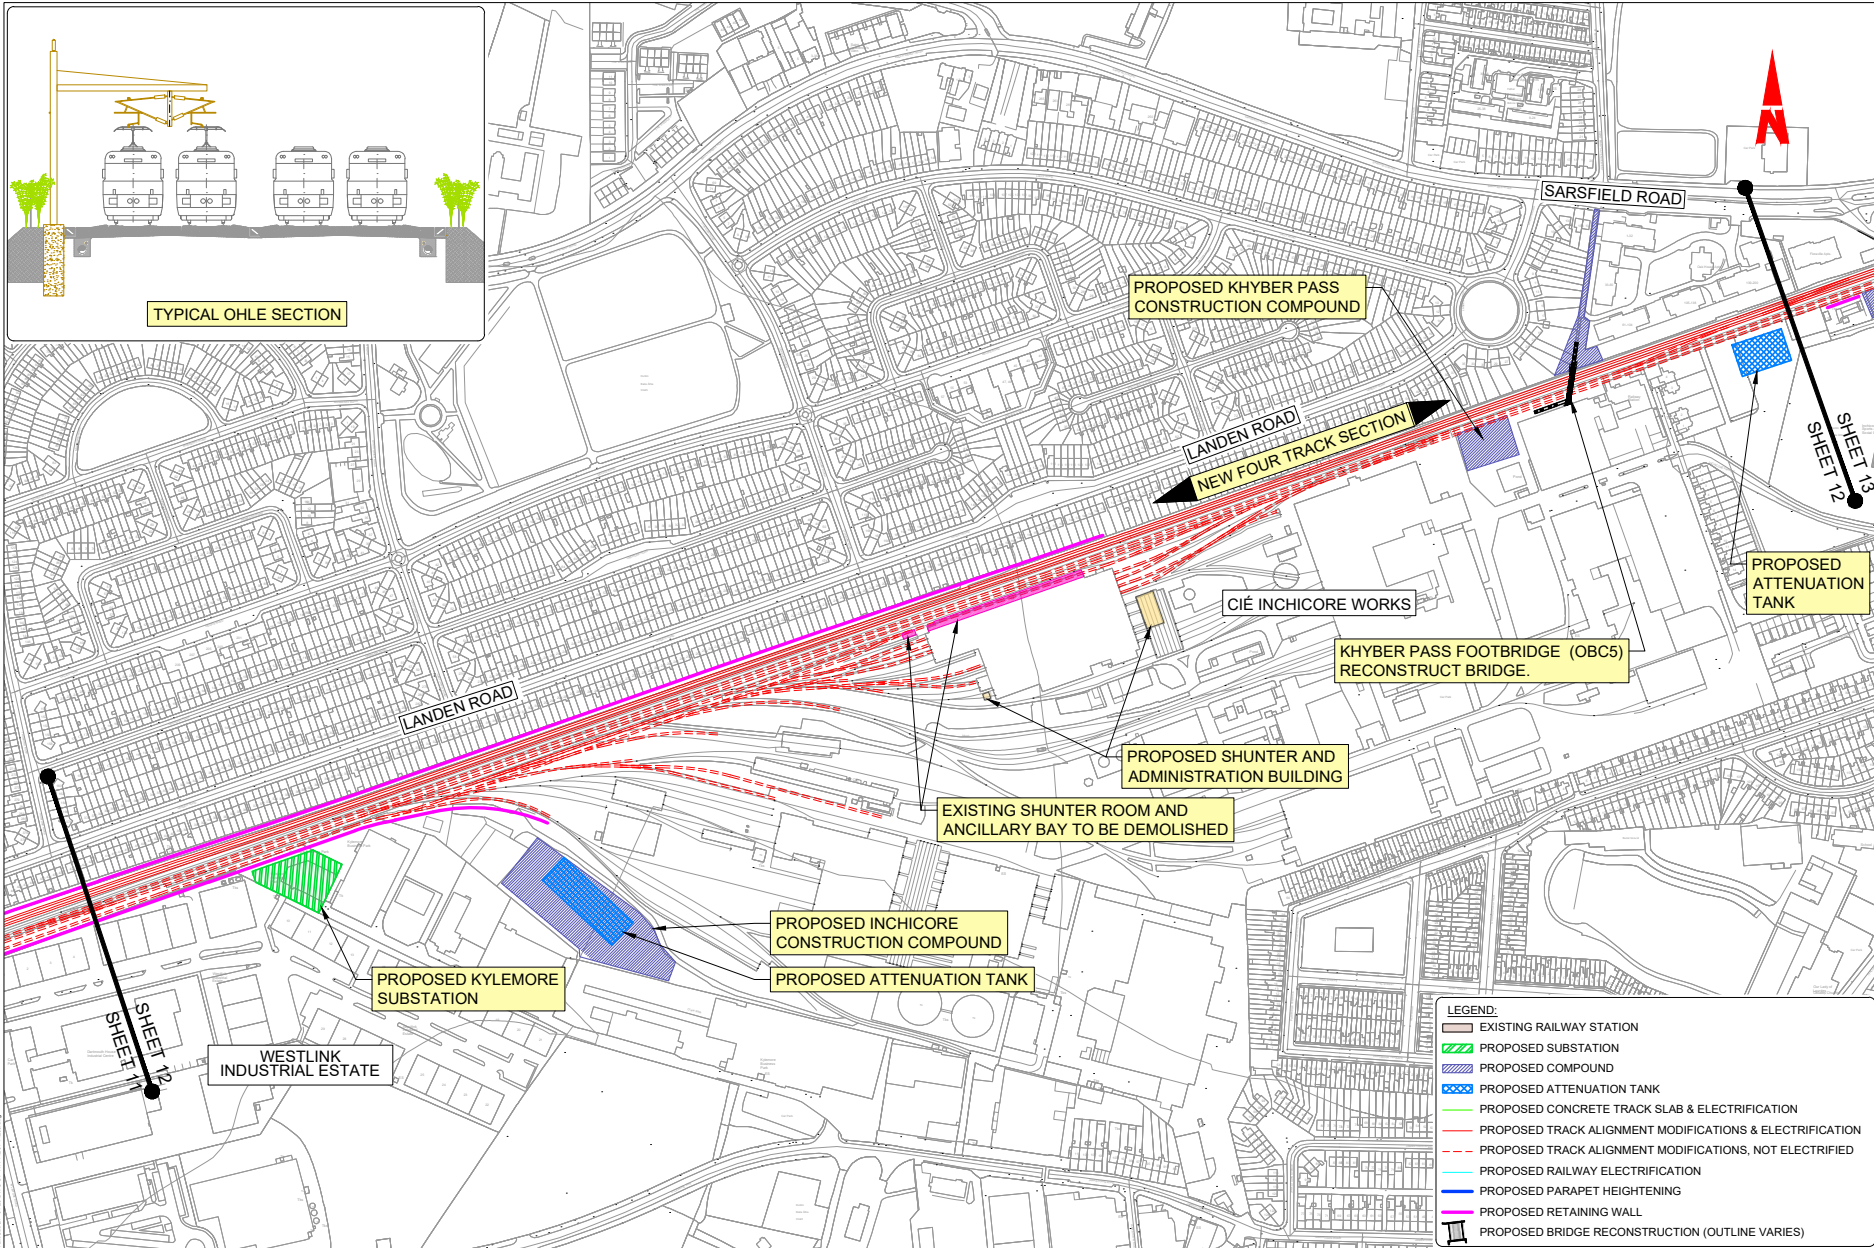 TYPICAL OHLE SECTION
N
SARSFIELD ROAD
PROPOSED KHYBER PASS
CONSTRUCTION COMPOUND
LANDEN ROAD
NEW FOUR TRACK SECTION
SHEET 13
SHEET 12
PROPOSED
ATTENUATION
TANK
CIÉ INCHICORE WORKS
KHYBER PASS FOOTBRIDGE (OBC5)
RECONSTRUCT BRIDGE.
LANDEN ROAD
PROPOSED SHUNTER AND
ADMINISTRATION BUILDING
EXISTING SHUNTER ROOM AND
ANCILLARY BAY TO BE DEMOLISHED
PROPOSED INCHICORE
CONSTRUCTION COMPOUND
PROPOSED ATTENUATION TANK
PROPOSED KYLEMORE
SUBSTATION
SHEET 12
SHEET 11
WESTLINK
INDUSTRIAL ESTATE
LEGEND:
EXISTING RAILWAY STATION
PROPOSED SUBSTATION
PROPOSED COMPOUND
PROPOSED ATTENUATION TANK
PROPOSED CONCRETE TRACK SLAB & ELECTRIFICATION
PROPOSED TRACK ALIGNMENT MODIFICATIONS & ELECTRIFICATION
PROPOSED TRACK ALIGNMENT MODIFICATIONS, NOT ELECTRIFIED
PROPOSED RAILWAY ELECTRIFICATION
PROPOSED PARAPET HEIGHTENING
PROPOSED RETAINING WALL
PROPOSED BRIDGE RECONSTRUCTION (OUTLINE VARIES)